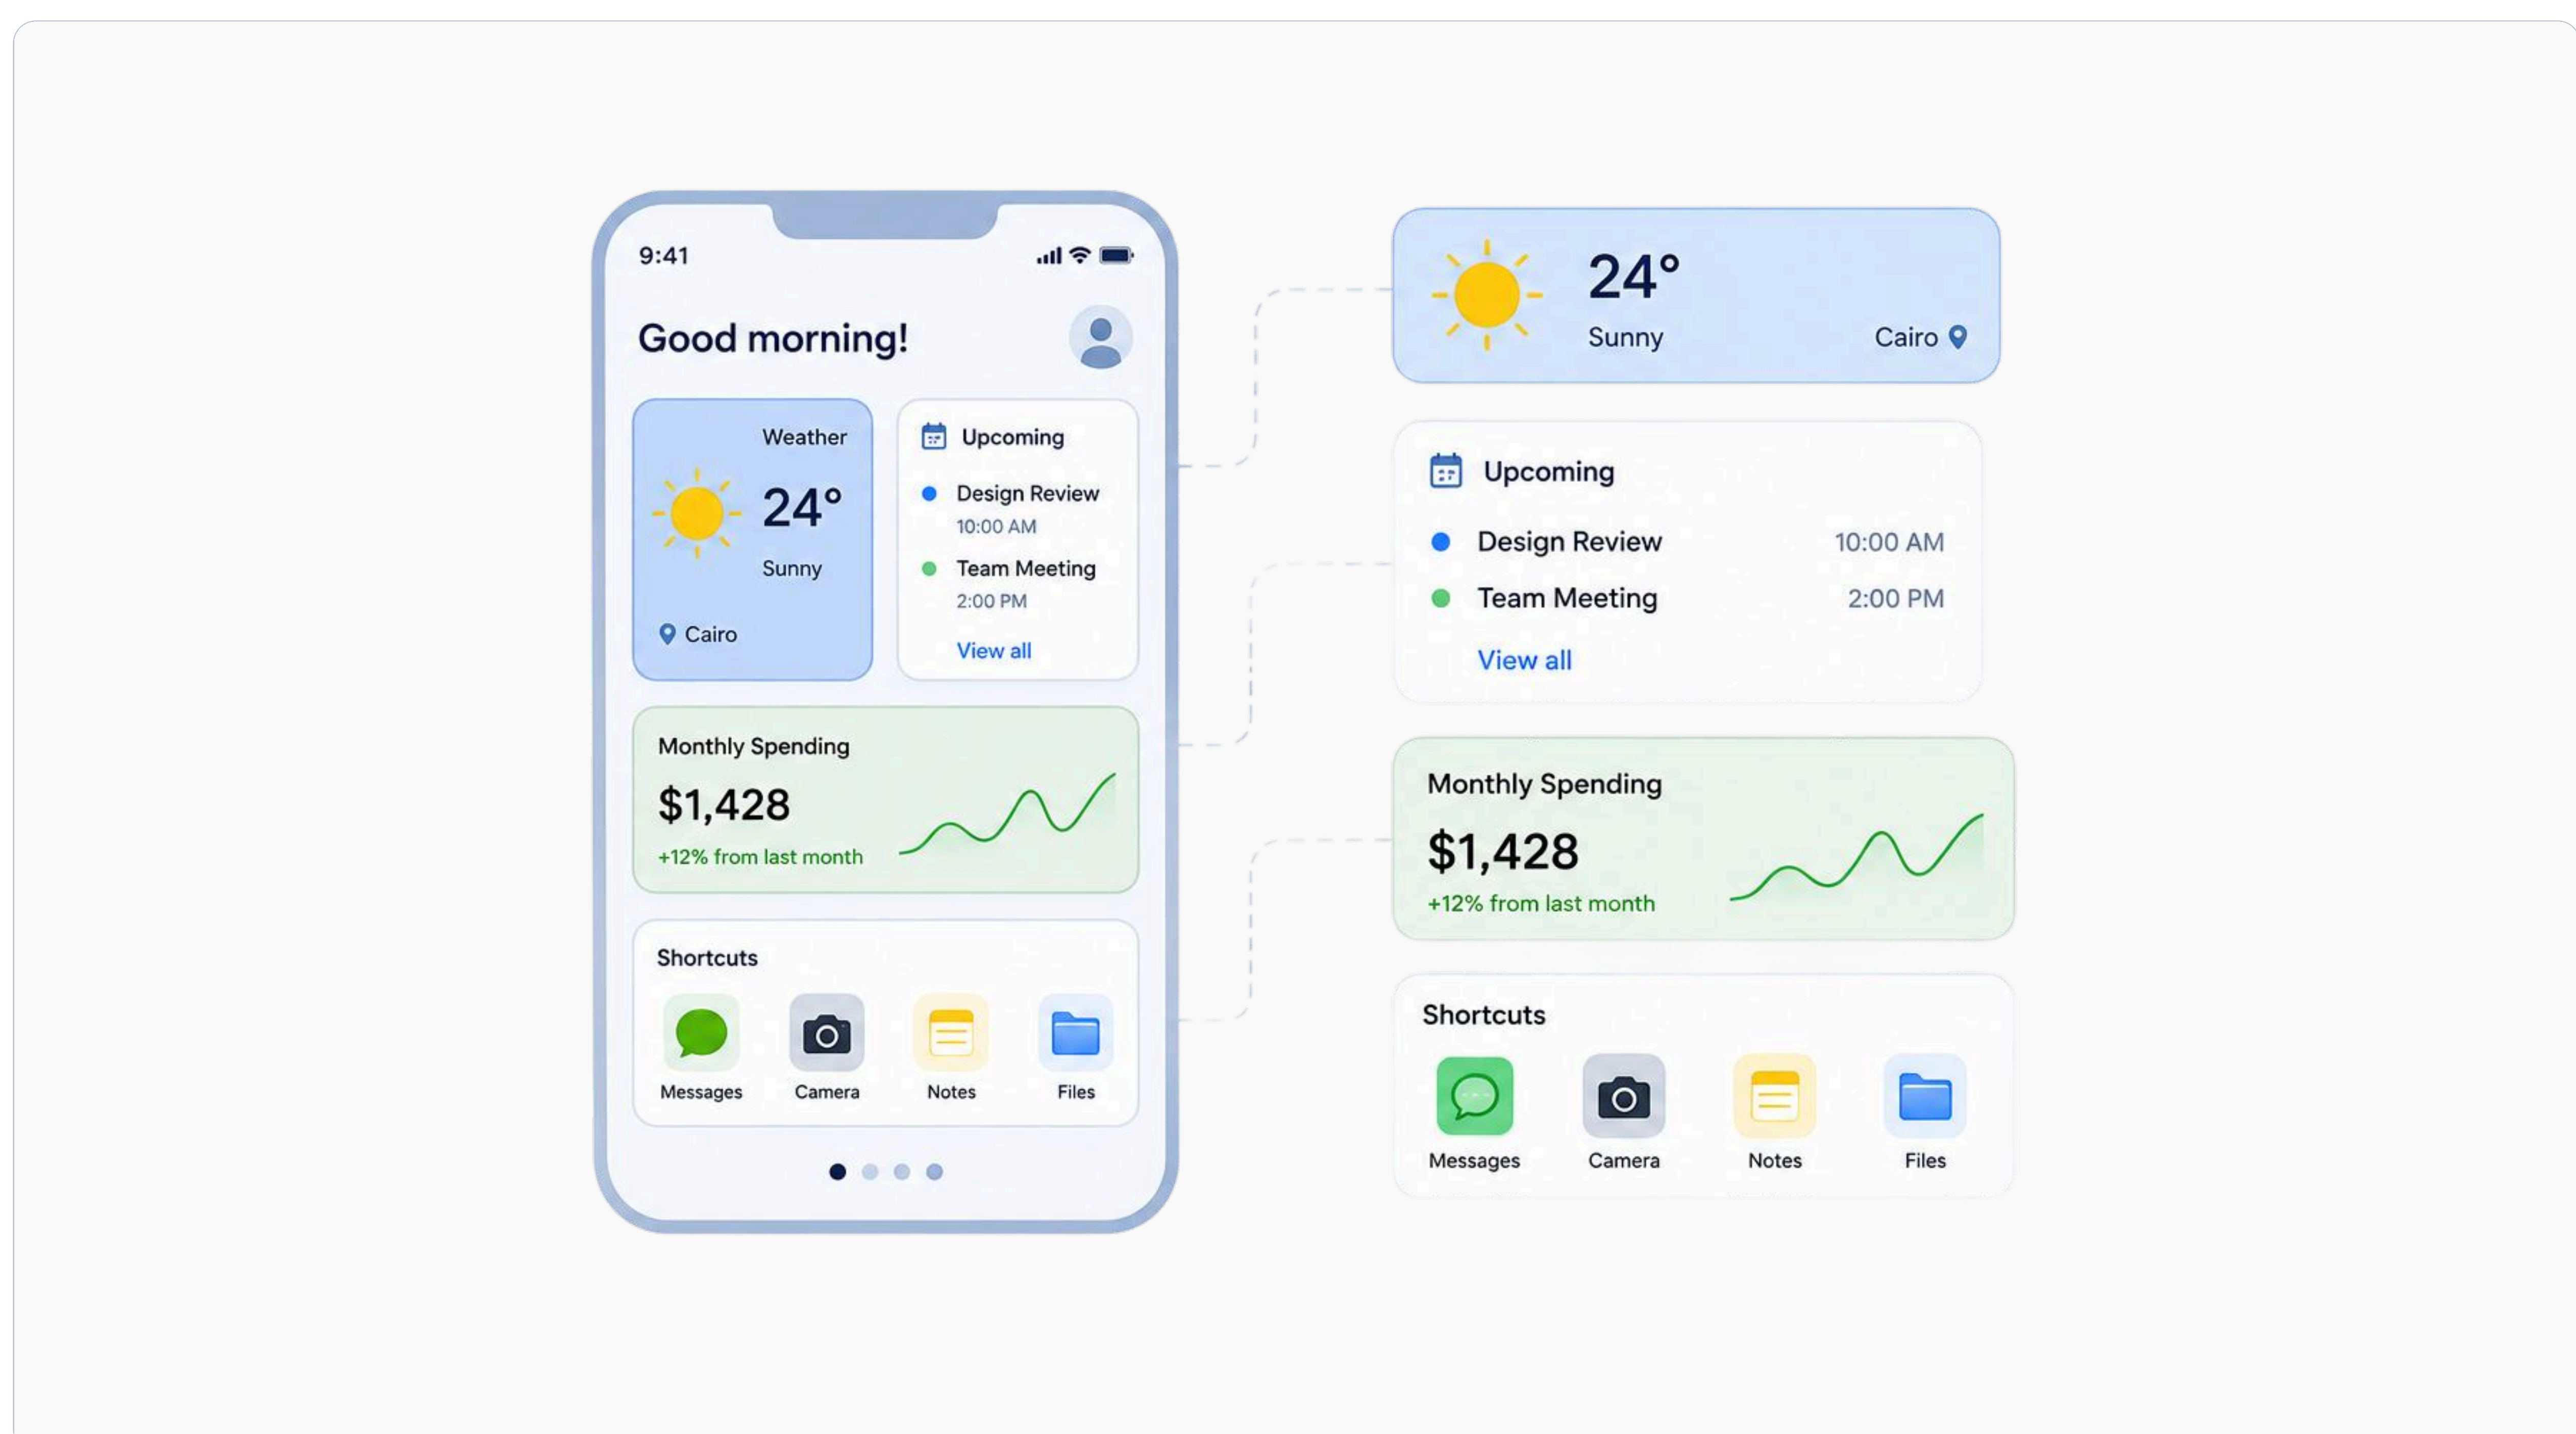 9:41
Good morning!
Weather
24°
Sunny
Cairo
Upcoming
Design Review
10:00 AM
Team Meeting
2:00 PM
View all
Monthly Spending
$1,428
+12% from last month
Shortcuts
Messages
Camera
Notes
Files
24°
Sunny
Cairo
Upcoming
Design Review 10:00 AM
Team Meeting 2:00 PM
View all
Monthly Spending
$1,428
+12% from last month
Shortcuts
Messages
Camera
Notes
Files